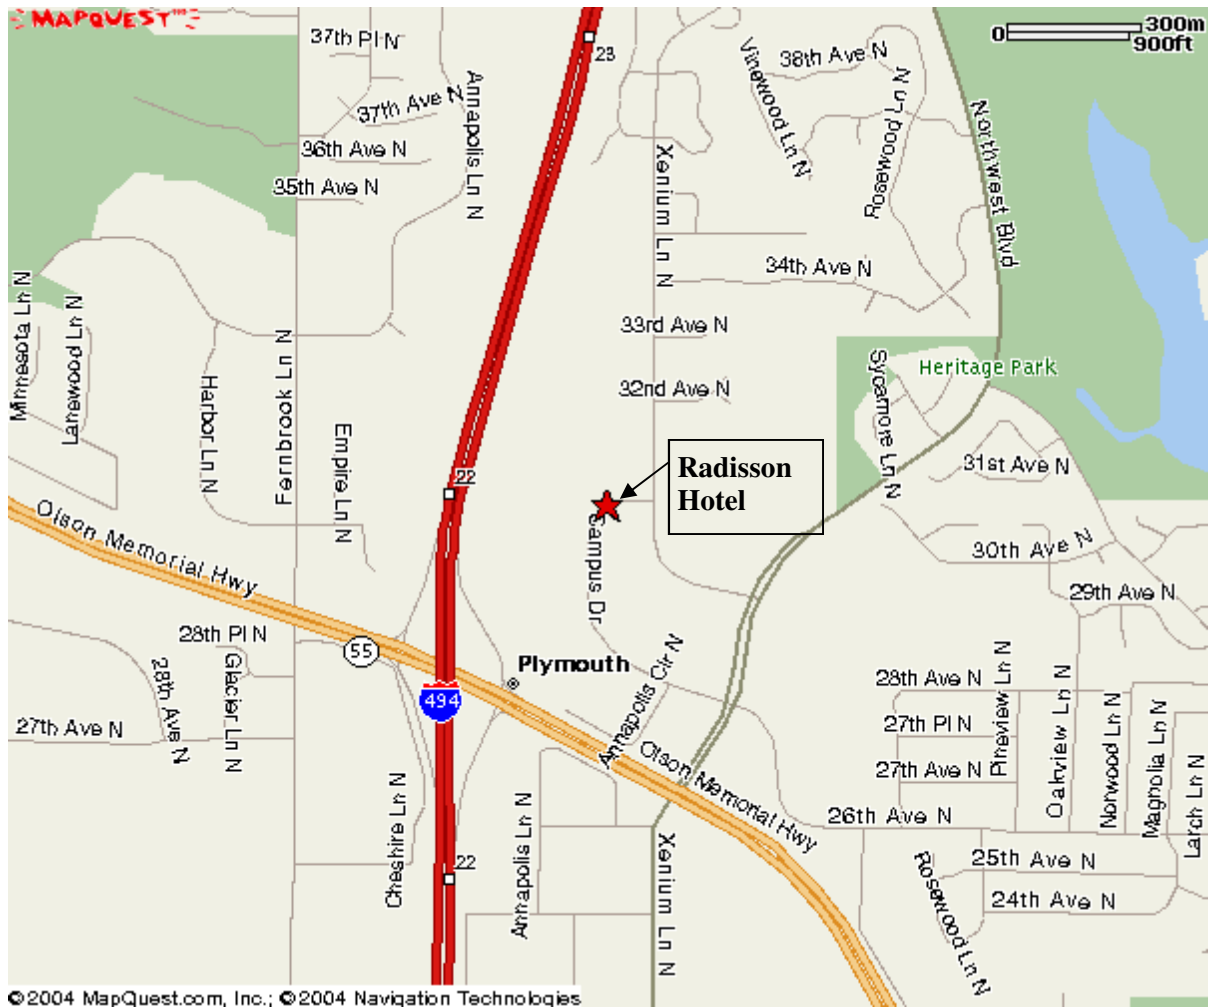 MAPQUEST
0
300m
900ft
37th Pl N
23
38th Ave N
Vinewood Ln N
Rosewood Ln N
Annapolis Ln N
37th Ave N
Northwest Blvd
36th Ave N
Xenium Ln N
35th Ave N
34th Ave N
Minnesota Ln N
Larrewood Ln N
33rd Ave N
Fernbrook Ln N
Sycamore Ln N
Heritage Park
32nd Ave N
Harbor Ln N
Empire Ln N
Radisson
Hotel
31st Ave N
22
Olson Memorial Hwy
Campus Dr
30th Ave N
29th Ave N
28th Pl N
55
Plymouth
Annapolis Cir N
28th Ave N
Glacier Ln N
28th Ave N
Pineview Ln N
Oakview Ln N
Norwood Ln N
Magnolia Ln N
Larch Ln N
494
27th Ave N
27th Pl N
Olson Memorial Hwy
27th Ave N
Cheshire Ln N
Annapolis Ln N
26th Ave N
22
Xenium Ln N
Rosewood Ln N
25th Ave N
24th Ave N
©2004 MapQuest.com, Inc.; ©2004 Navigation Technologies